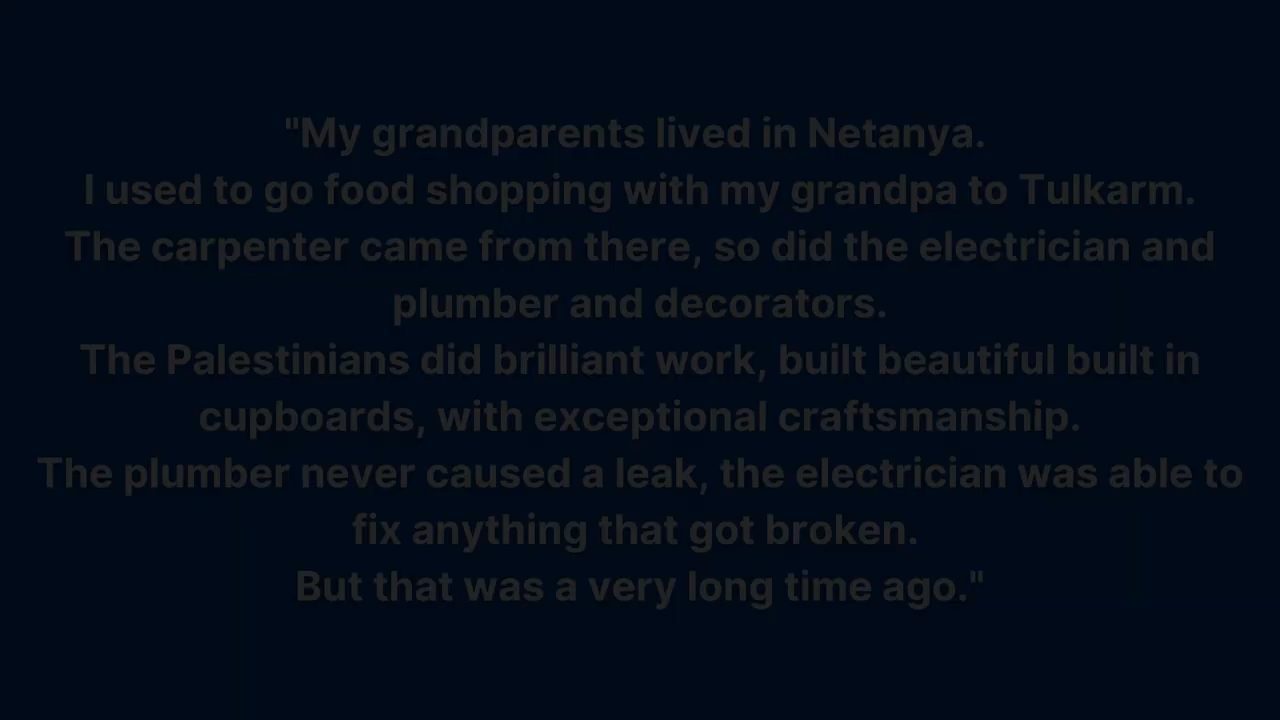 "My grandparents lived in Netanya.
I used to go food shopping with my grandpa to Tulkarm.
The carpenter came from there, so did the electrician and
plumber and decorators.
The Palestinians did brilliant work, built beautiful built in
cupboards, with exceptional craftsmanship.
The plumber never caused a leak, the electrician was able to
fix anything that got broken.
But that was a very long time ago."